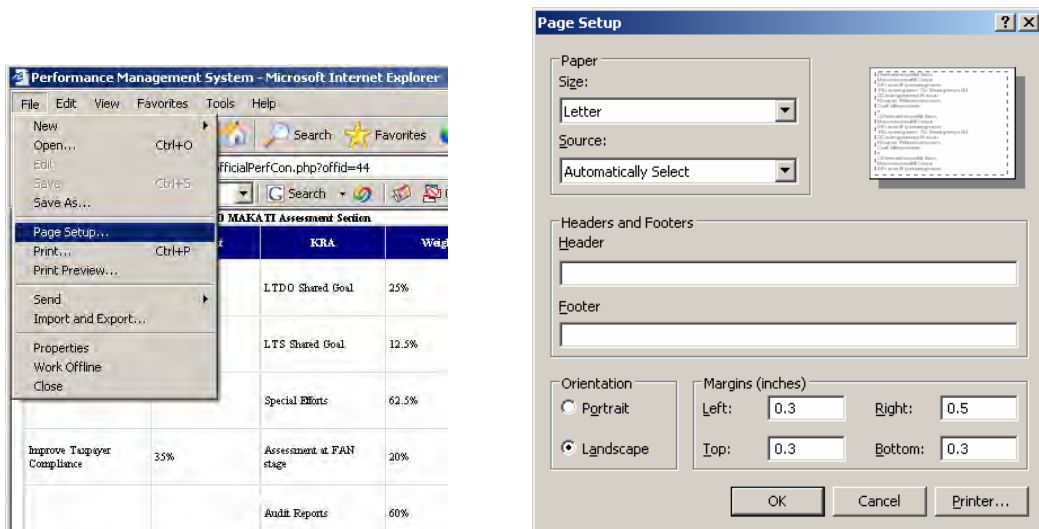 Performance Management System - Microsoft Internet Explorer
File Edit View Favorites Tools Help
New
Open... Ctrl+O
Edit
Save Ctrl+S
Save As...
Page Setup...
Print... Ctrl+P
Print Preview...
Send
Import and Export...
Properties
Work Offline
Close
Search Favorites
fficialPerfCon.php?offid=44
G Search
MAKATI Assessment Section
KRA Weig
LTDO Shared Goal 25%
LTS Shared Goal 12.5%
Special Efforts 62.5%
Improve Taxpayer
Compliance 35%
Assessment at FAN
stage 20%
Audit Reports 60%
Page Setup
Paper
Size:
Letter
Source:
Automatically Select
Headers and Footers
Header
Footer
Orientation
Portrait
Landscape
Margins (inches)
Left: 0.3 Right: 0.5
Top: 0.3 Bottom: 0.3
OK Cancel Printer...